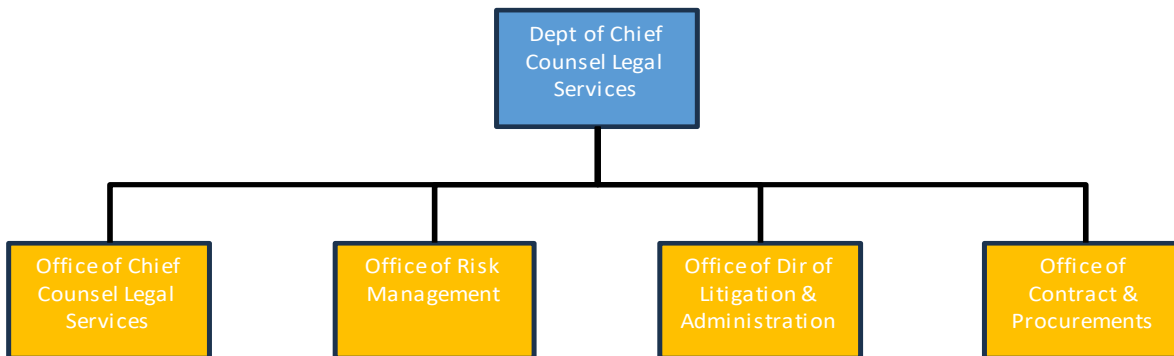 Dept of Chief
Counsel Legal
Services
Office of Chief
Counsel Legal
Services
Office of Risk
Management
Office of Dir of
Litigation &
Administration
Office of
Contract &
Procurements